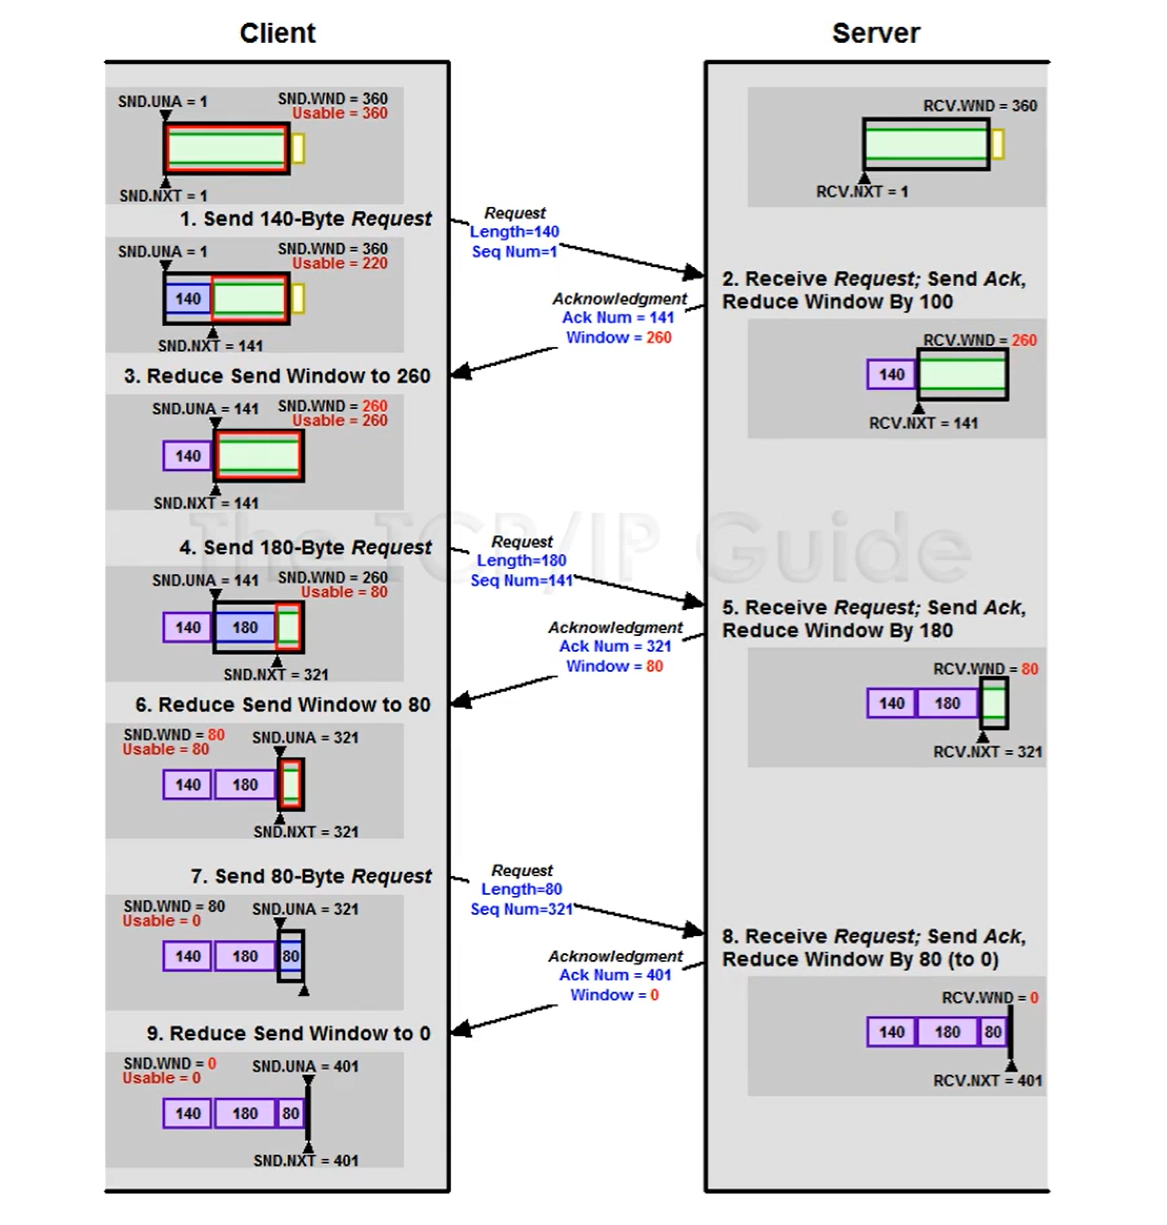 Client
Server
SND.UNA = 1
SND.WND = 360
Usable = 360
SND.NXT = 1
RCV.WND = 360
RCV.NXT = 1
1. Send 140-Byte Request
Request
Length=140
Seq Num=1
SND.UNA = 1
SND.WND = 360
Usable = 220
140
SND.NXT = 141
2. Receive Request; Send Ack,
Reduce Window By 100
Acknowledgment
Ack Num = 141
Window = 260
RCV.WND = 260
140
RCV.NXT = 141
3. Reduce Send Window to 260
SND.UNA = 141
SND.WND = 260
Usable = 260
140
SND.NXT = 141
The TCP/IP Guide
4. Send 180-Byte Request
Request
Length=180
Seq Num=141
SND.UNA = 141
SND.WND = 260
Usable = 80
140
180
SND.NXT = 321
5. Receive Request; Send Ack,
Reduce Window By 180
Acknowledgment
Ack Num = 321
Window = 80
RCV.WND = 80
140
180
RCV.NXT = 321
6. Reduce Send Window to 80
SND.WND = 80
Usable = 80
SND.UNA = 321
140
180
SND.NXT = 321
7. Send 80-Byte Request
Request
Length=80
Seq Num=321
SND.WND = 80
Usable = 0
SND.UNA = 321
140
180
80
8. Receive Request; Send Ack,
Reduce Window By 80 (to 0)
Acknowledgment
Ack Num = 401
Window = 0
RCV.WND = 0
140
180
80
RCV.NXT = 401
9. Reduce Send Window to 0
SND.WND = 0
Usable = 0
SND.UNA = 401
140
180
80
SND.NXT = 401